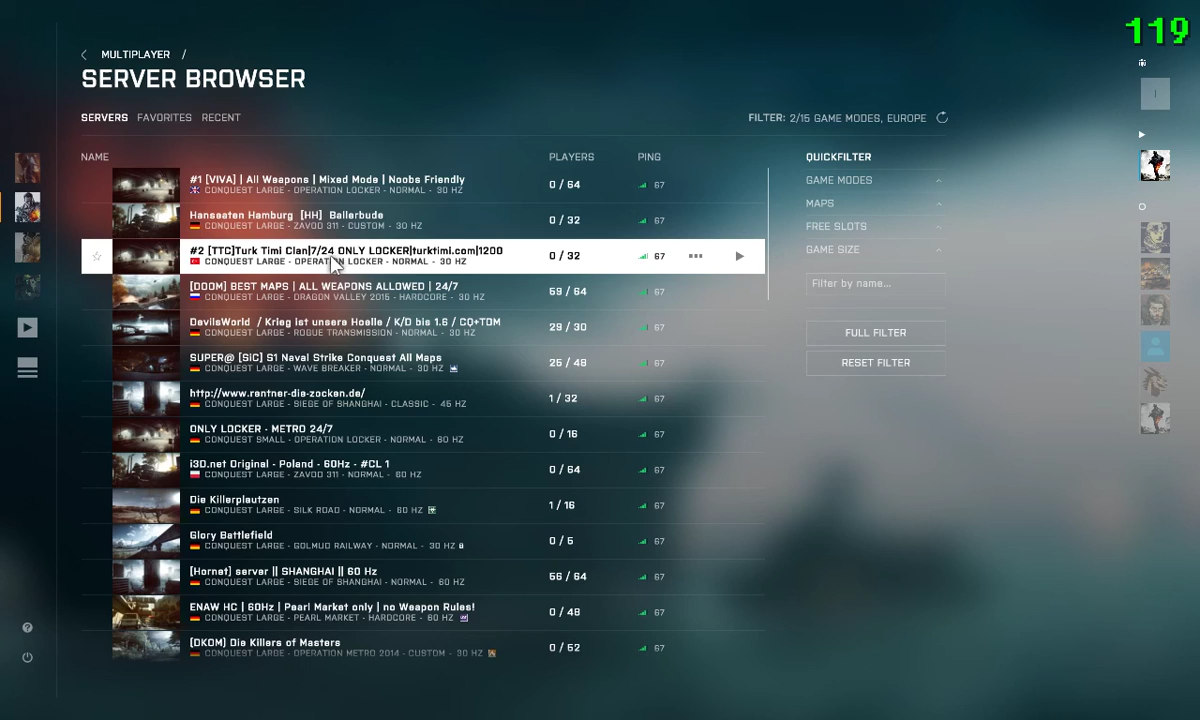 119
MULTIPLAYER /
SERVER BROWSER
SERVERS FAVORITES RECENT
FILTER: 2/15 GAME MODES, EUROPE
NAME PLAYERS PING
#1 [VIVA] | All Weapons | Mixed Mode | Noobs Friendly
CONQUEST LARGE - OPERATION LOCKER - NORMAL - 30 HZ
0 / 64 67
Hanseaten Hamburg [HH] Ballerbude
CONQUEST LARGE - ZAVOD 311 - CUSTOM - 30 HZ
0 / 32 67
#2 [TTC]Turk Timi Clan|7/24 ONLY LOCKER|turktimi.com|1200
CONQUEST LARGE - OPERATION LOCKER - NORMAL - 30 HZ
0 / 32 67
[DOOM] BEST MAPS | ALL WEAPONS ALLOWED | 24/7
CONQUEST LARGE - DRAGON VALLEY 2015 - HARDCORE - 30 HZ
59 / 64 67
DevilsWorld / Krieg ist unsere Hoelle / K/D bis 1.6 / CQ+TDM
CONQUEST LARGE - ROGUE TRANSMISSION - NORMAL - 30 HZ
29 / 30 67
SUPER@ [SiC] S1 Naval Strike Conquest All Maps
CONQUEST LARGE - WAVE BREAKER - NORMAL - 30 HZ
25 / 48 67
http://www.rentner-die-zocken.de/
CONQUEST LARGE - SIEGE OF SHANGHAI - CLASSIC - 45 HZ
1 / 32 67
ONLY LOCKER - METRO 24/7
CONQUEST SMALL - OPERATION LOCKER - NORMAL - 60 HZ
0 / 16 67
i3D.net Original - Poland - 60Hz - #CL 1
CONQUEST LARGE - ZAVOD 311 - NORMAL - 60 HZ
0 / 64 67
Die Killerplautzen
CONQUEST LARGE - SILK ROAD - NORMAL - 60 HZ
1 / 16 67
Glory Battlefield
CONQUEST LARGE - GOLMUD RAILWAY - NORMAL - 30 HZ
0 / 5 67
[Hornet] server || SHANGHAI || 60 Hz
CONQUEST LARGE - SIEGE OF SHANGHAI - NORMAL - 60 HZ
56 / 64 67
ENAW HC | 60Hz | Pearl Market only | no Weapon Rules!
CONQUEST LARGE - PEARL MARKET - HARDCORE - 60 HZ
0 / 48 67
[DKOM] Die Killers of Masters
CONQUEST LARGE - OPERATION METRO 2014 - CUSTOM - 30 HZ
0 / 52 67
QUICKFILTER
GAME MODES
MAPS
FREE SLOTS
GAME SIZE
Filter by name...
FULL FILTER
RESET FILTER